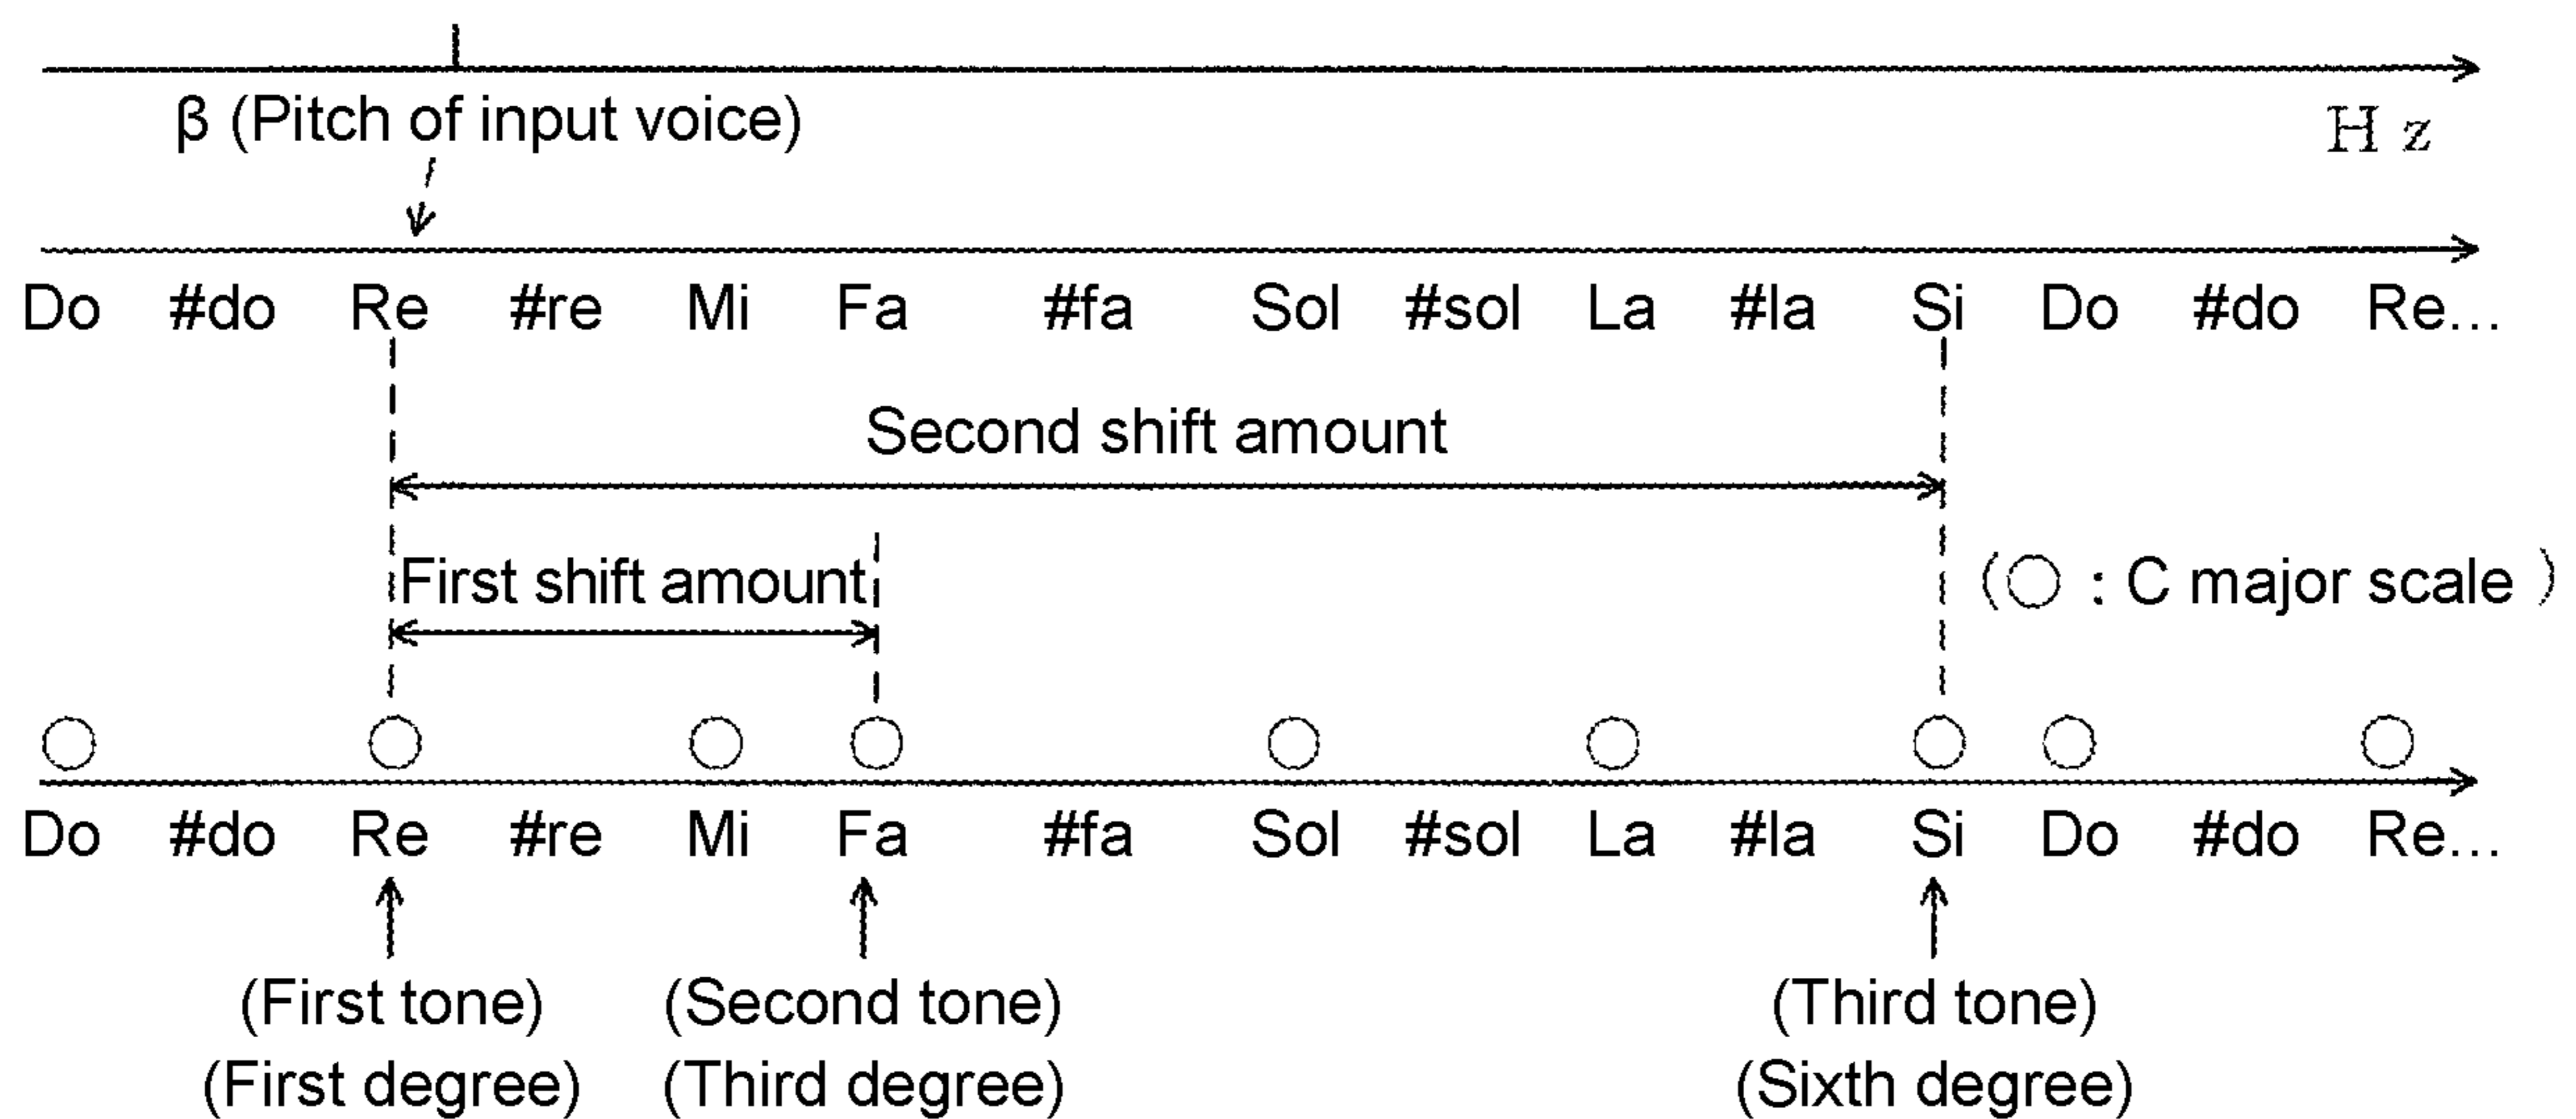 β (Pitch of input voice)
Hz
Do #do Re #re Mi Fa #fa Sol #sol La #la Si Do #do Re...
Second shift amount
First shift amount
(○ : C major scale )
Do #do Re #re Mi Fa #fa Sol #sol La #la Si Do #do Re...
(First tone) (Second tone) (Third tone)
(First degree) (Third degree) (Sixth degree)